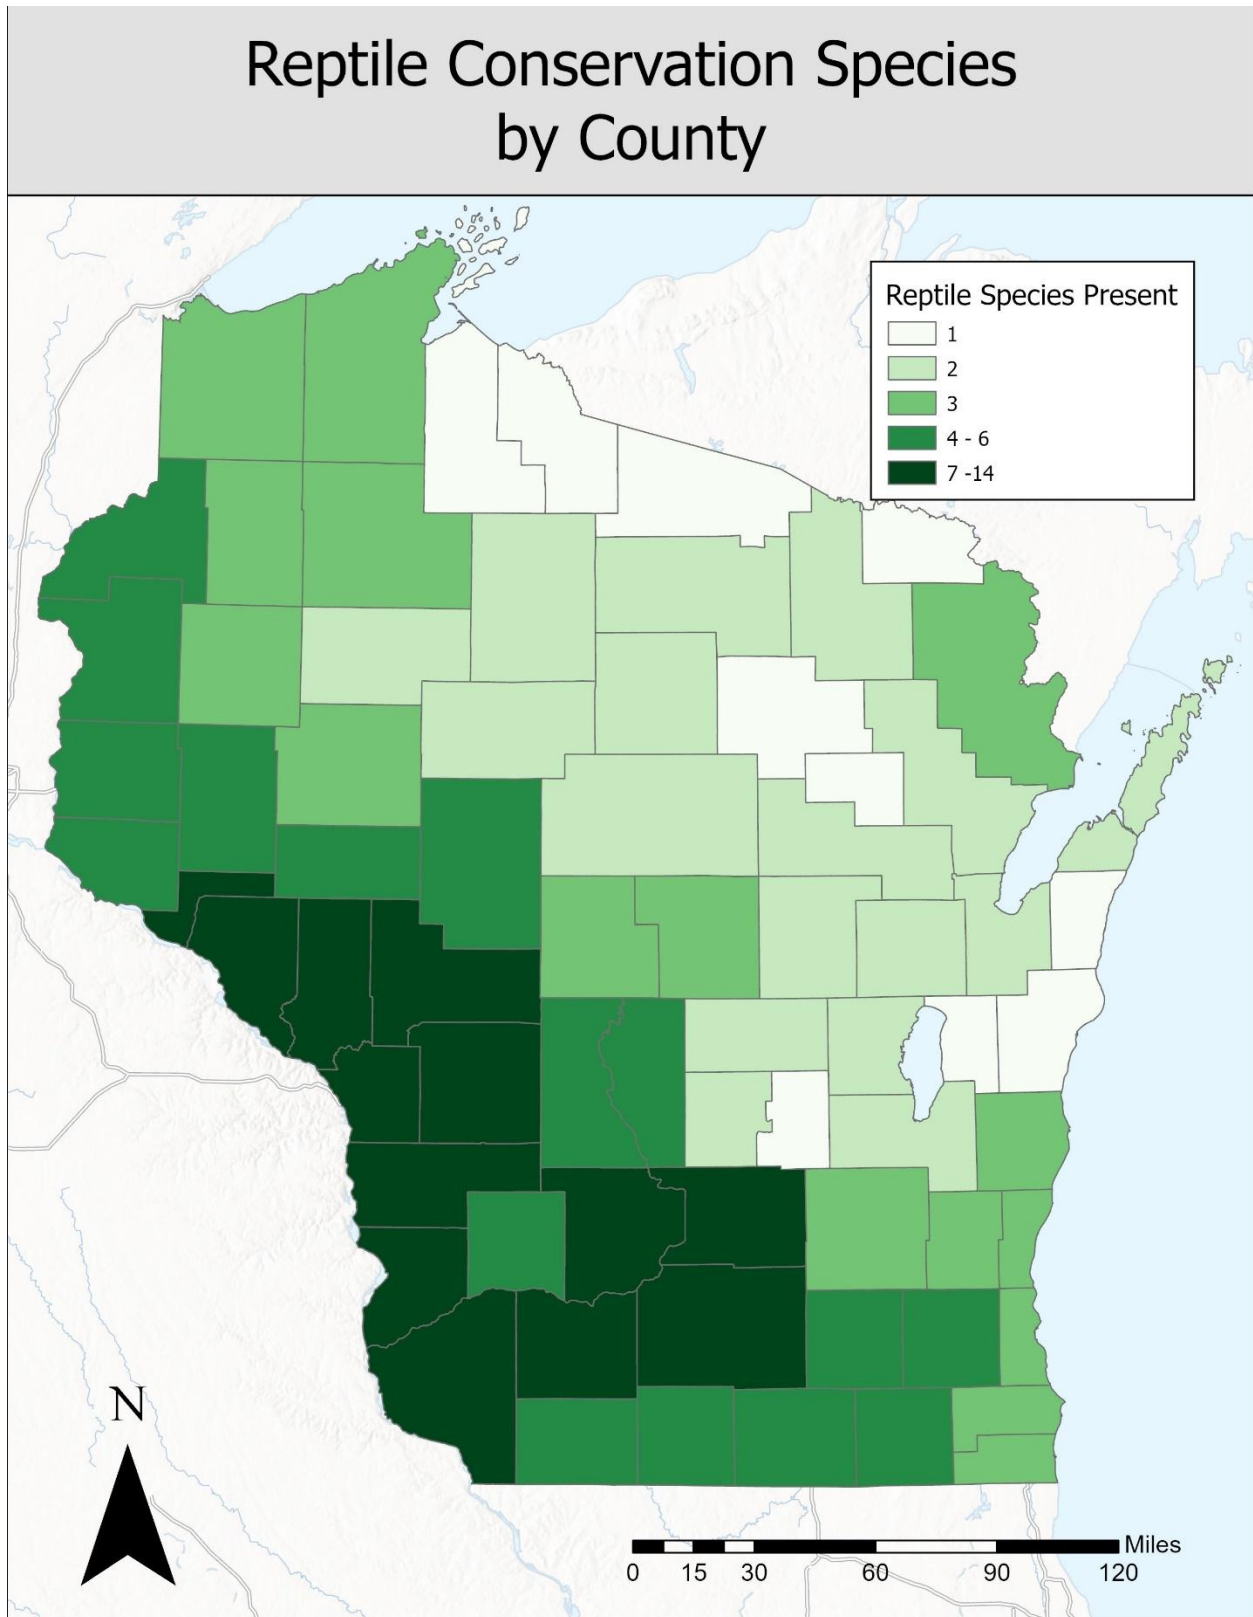 Reptile Conservation Species
by County
Reptile Species Present
1
2
3
4 - 6
7 -14
N
Miles
0 15 30 60 90 120